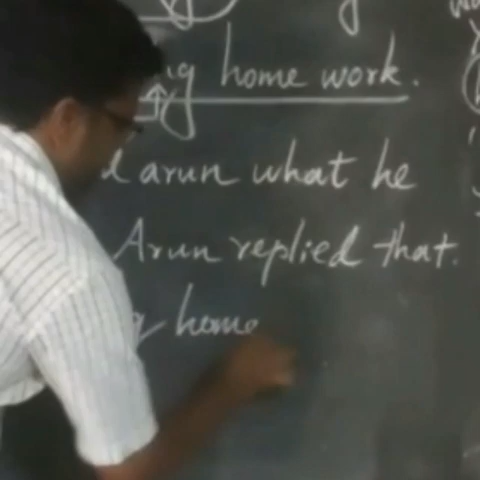 home work.
arun what he
Arun replied that.
home